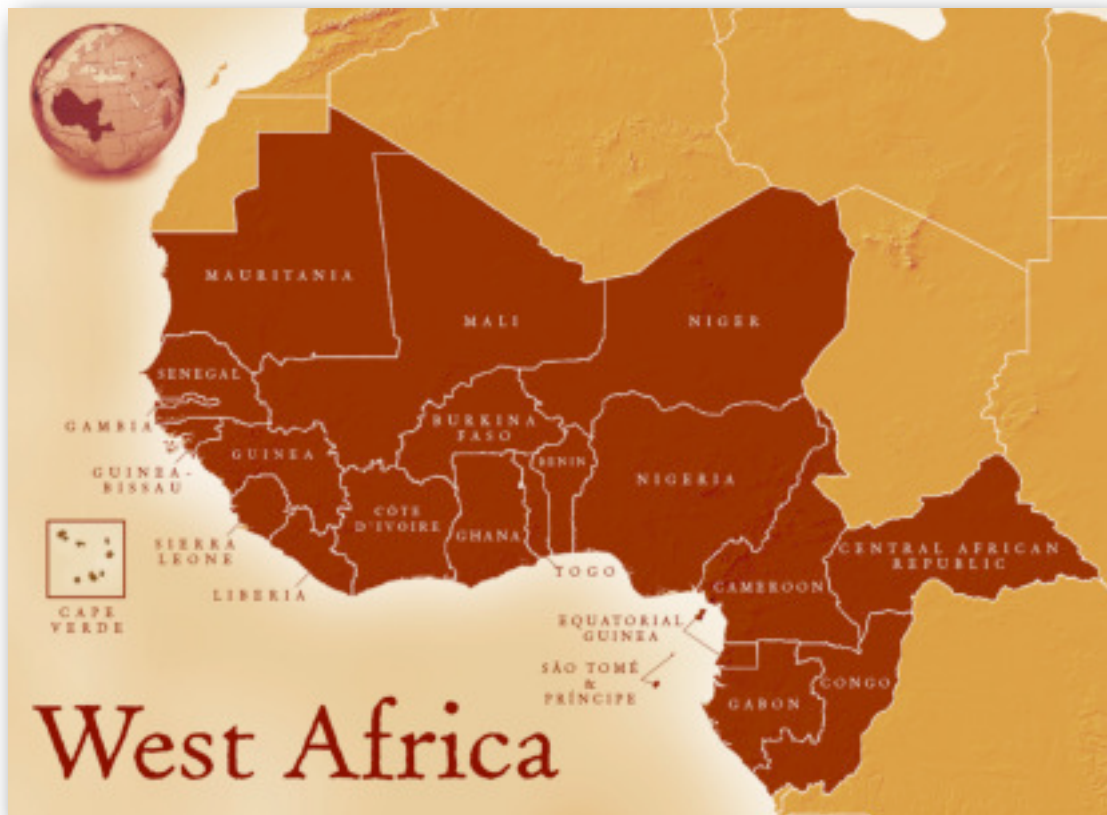 MAURITANIA
MALI
NIGER
SENEGAL
GAMBIA
BURKINA
FASO
GUINEA
BENIN
GUINEA-
BISSAU
NIGERIA
CÔTE
D'IVOIRE
GHANA
SIERRA
LEONE
CENTRAL AFRICAN
REPUBLIC
TOGO
LIBERIA
CAMEROON
CAPE
VERDE
EQUATORIAL
GUINEA
SÃO TOMÉ
&
PRÍNCIPE
CONGO
GABON
West Africa